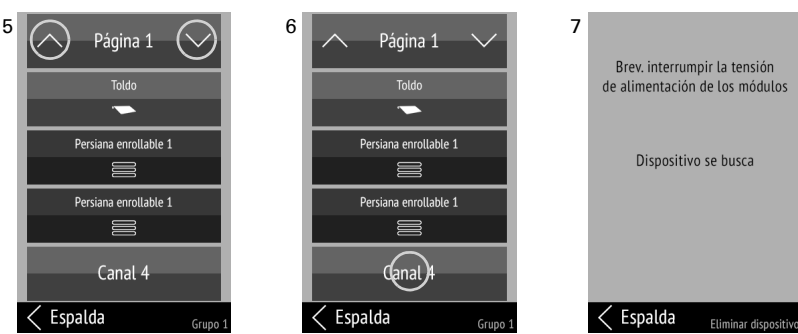 5
Página 1
Toldo
Persiana enrollable 1
Persiana enrollable 1
Canal 4
Espalda
Grupo 1
6
Página 1
Toldo
Persiana enrollable 1
Persiana enrollable 1
Canal 4
Espalda
Grupo 1
7
Brev. interrumpir la tensión
de alimentación de los módulos
Dispositivo se busca
Espalda
Eliminar dispositivo